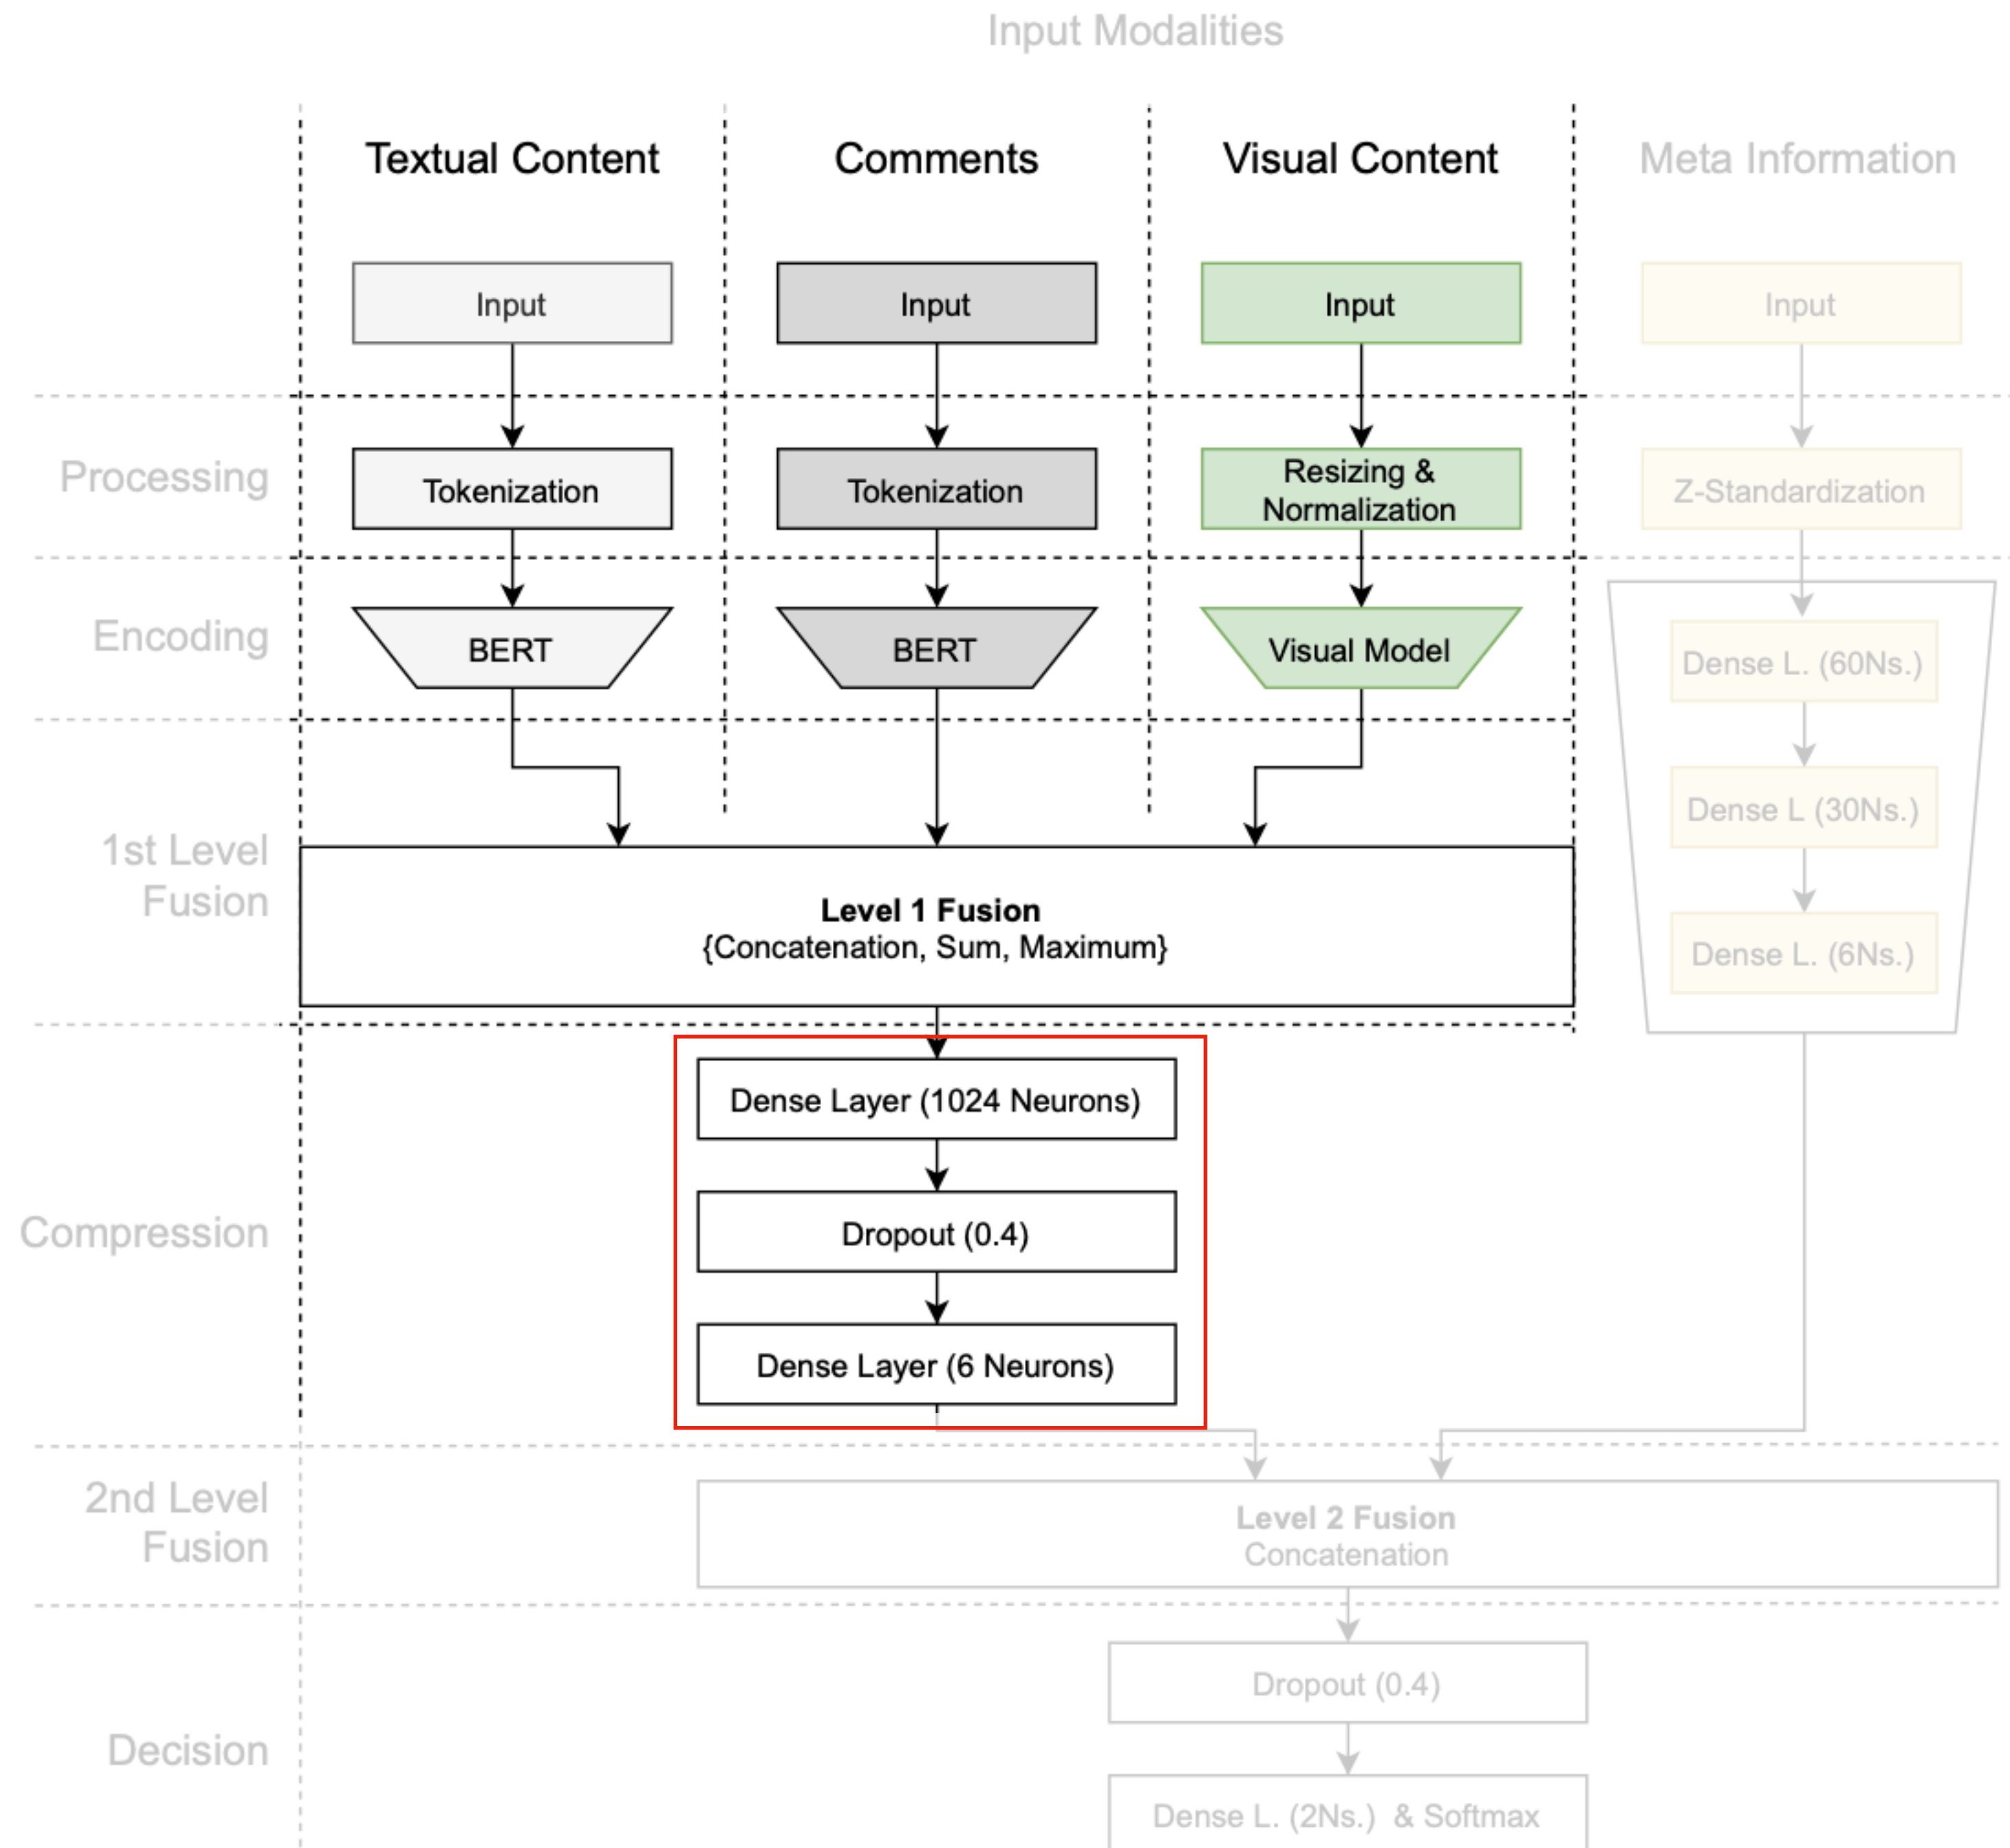 Input Modalities
Textual Content
Comments
Visual Content
Meta Information
Input
Input
Input
Input
Processing
Tokenization
Tokenization
Resizing &
Normalization
Z-Standardization
Encoding
BERT
BERT
Visual Model
Dense L. (60Ns.)
Dense L (30Ns.)
Dense L. (6Ns.)
1st Level
Fusion
Level 1 Fusion
{Concatenation, Sum, Maximum}
Compression
Dense Layer (1024 Neurons)
Dropout (0.4)
Dense Layer (6 Neurons)
2nd Level
Fusion
Level 2 Fusion
Concatenation
Decision
Dropout (0.4)
Dense L. (2Ns.) & Softmax